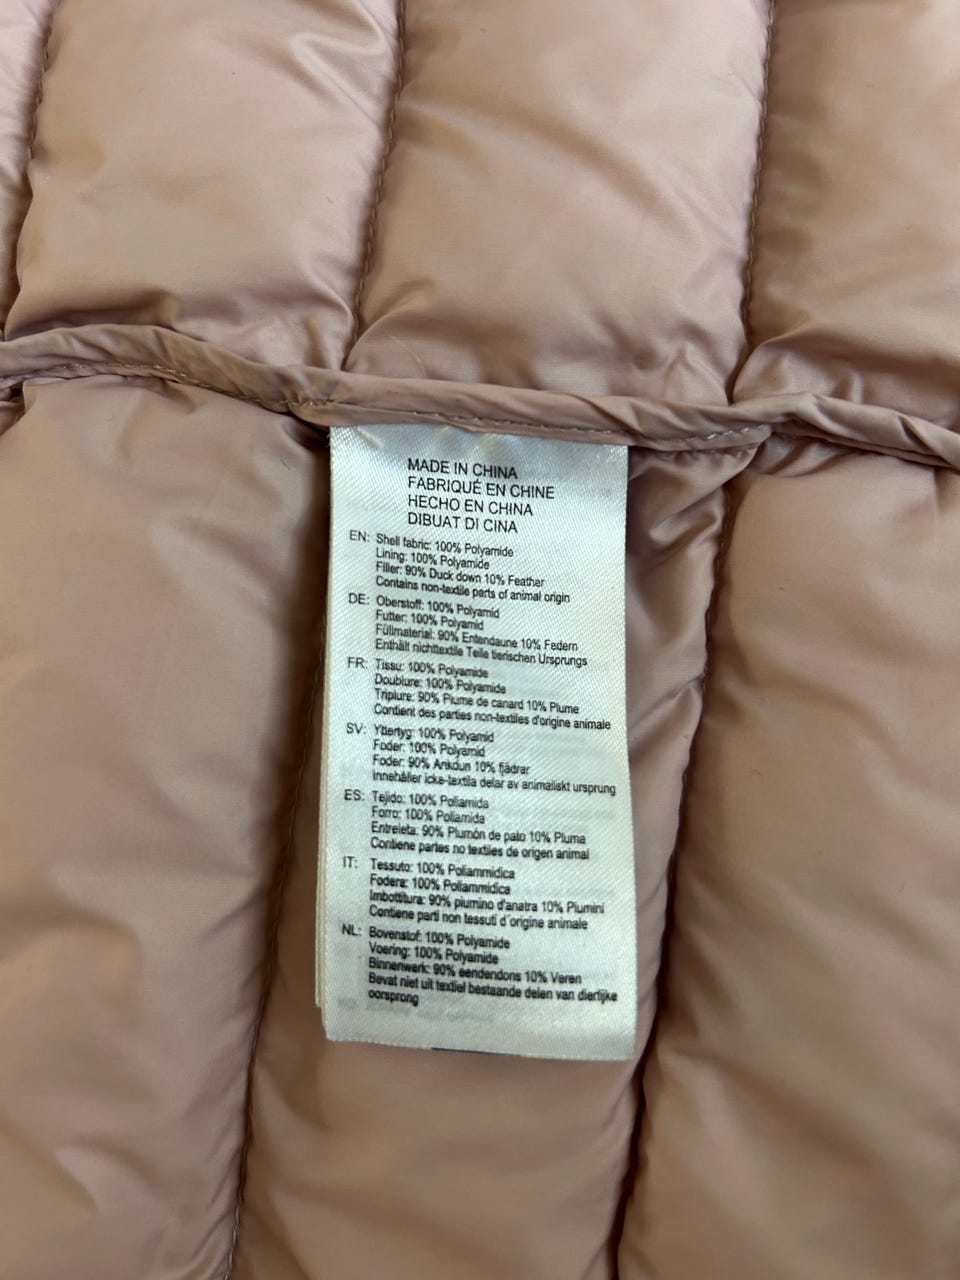 MADE IN CHINA
FABRIQUÉ EN CHINE
HECHO EN CHINA
DIBUAT DI CINA
EN: Shell fabric: 100% Polyamide
Lining: 100% Polyamide
Filler: 90% Duck down 10% Feather
Contains non-textile parts of animal origin
DE: Oberstoff: 100% Polyamid
Futter: 100% Polyamid
Füllmaterial: 90% Entendaune 10% Federn
Enthält nichttextile Teile tierischen Ursprungs
FR: Tissu: 100% Polyamide
Doublure: 100% Polyamide
Triplure: 90% Plume de canard 10% Plume
Contient des parties non-textiles d'origine animale
SV: Yttertyg: 100% Polyamid
Foder: 100% Polyamid
Foder: 90% Ankdun 10% fjädrar
Innehåller icke-textila delar av animaliskt ursprung
ES: Tejido: 100% Poliamida
Forro: 100% Poliamida
Entretela: 90% Plumón de pato 10% Pluma
Contiene partes no textiles de origen animal
IT: Tessuto: 100% Poliammidica
Fodera: 100% Poliammidica
Imbottitura: 90% piumino d'anatra 10% Piumini
Contiene parti non tessuti d'origine animale
NL: Bovenstof: 100% Polyamide
Voering: 100% Polyamide
Binnenwerk: 90% eendendons 10% Veren
Bevat niet uit textiel bestaande delen van dierlijke
oorsprong